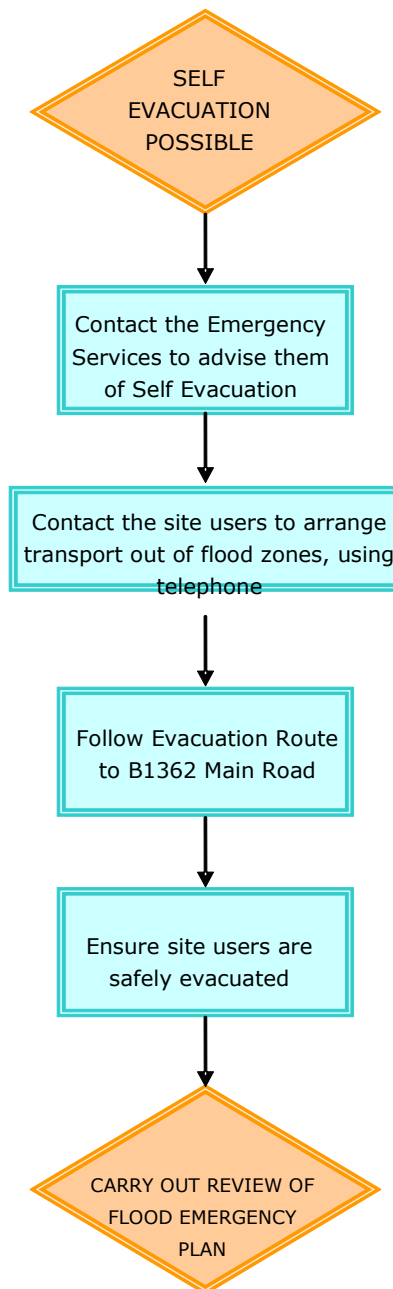 SELF
EVACUATION
POSSIBLE
Contact the Emergency
Services to advise them
of Self Evacuation
Contact the site users to arrange
transport out of flood zones, using
telephone
Follow Evacuation Route
to B1362 Main Road
Ensure site users are
safely evacuated
CARRY OUT REVIEW OF
FLOOD EMERGENCY
PLAN